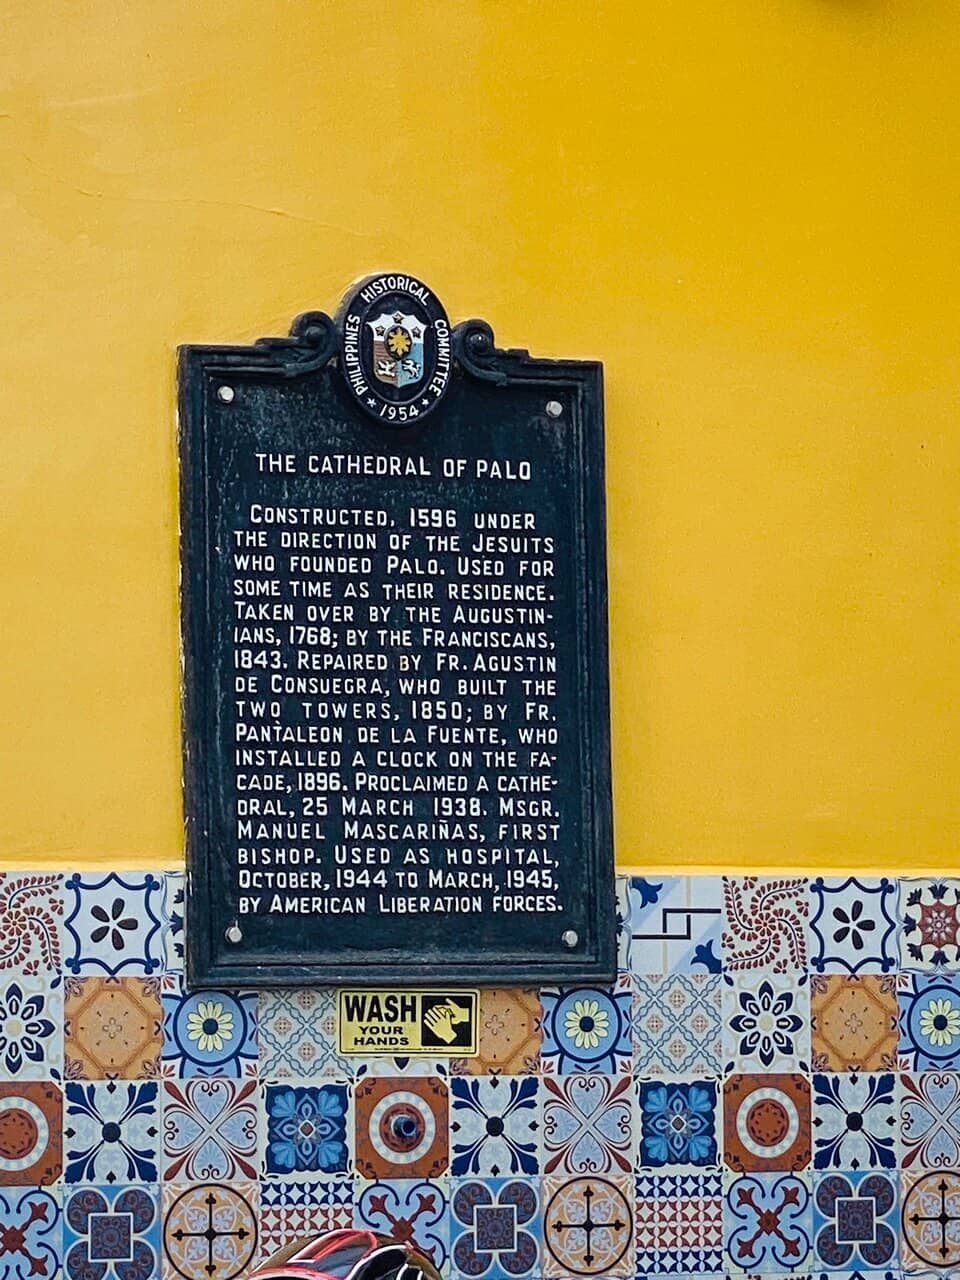 PHILIPPINES HISTORICAL COMMITTEE
★ 1954 ★
THE CATHEDRAL OF PALO
CONSTRUCTED, 1596 UNDER
THE DIRECTION OF THE JESUITS
WHO FOUNDED PALO. USED FOR
SOME TIME AS THEIR RESIDENCE.
TAKEN OVER BY THE AUGUSTIN-
IANS, 1768; BY THE FRANCISCANS,
1843. REPAIRED BY FR. AGUSTIN
DE CONSUEGRA, WHO BUILT THE
TWO TOWERS, 1850; BY FR.
PANTALEON DE LA FUENTE, WHO
INSTALLED A CLOCK ON THE FA-
CADE, 1896. PROCLAIMED A CATHE-
DRAL, 25 MARCH 1938. MSGR.
MANUEL MASCARIÑAS, FIRST
BISHOP. USED AS HOSPITAL,
OCTOBER, 1944 TO MARCH, 1945,
BY AMERICAN LIBERATION FORCES.
WASH
YOUR
HANDS